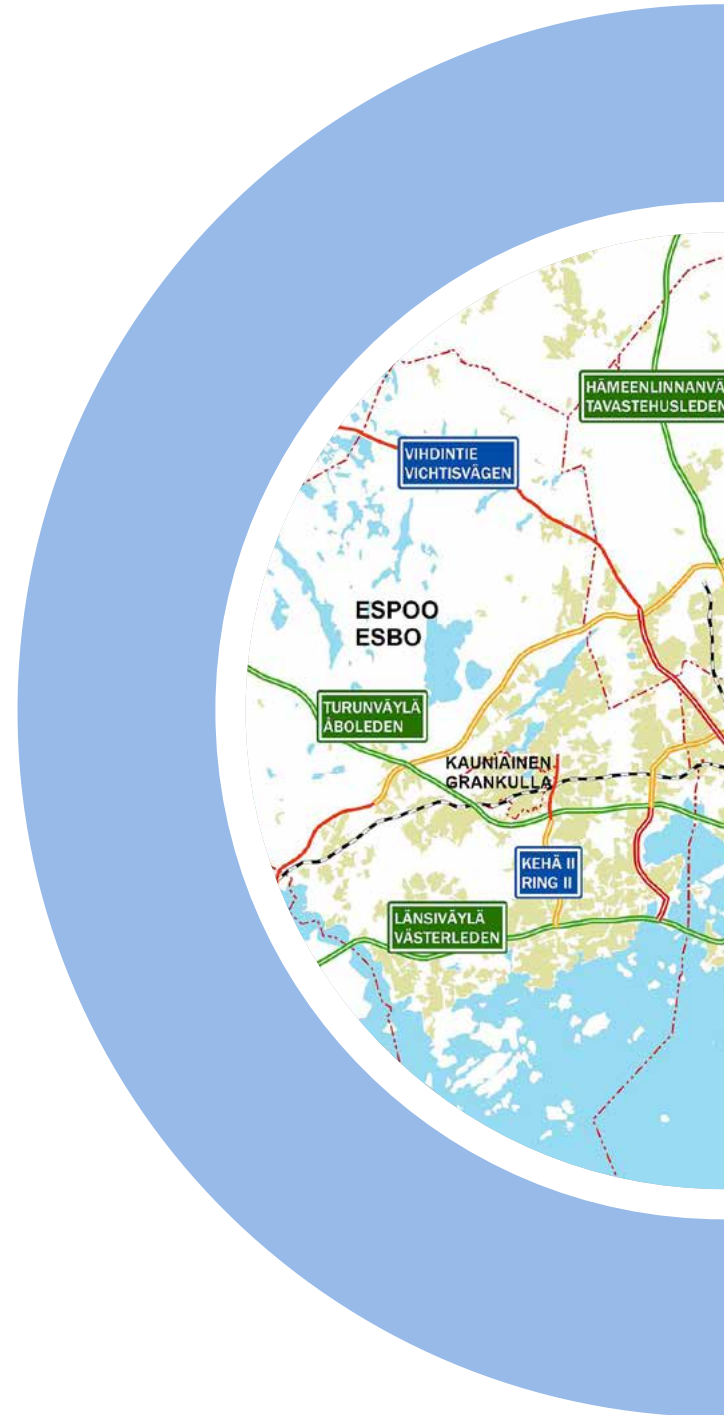 HÄMEENLINNANVÄ
TAVASTEHUSLEDEN
VIHDINTIE
VICHTISVÄGEN
ESPOO
ESBO
TURUNVÄYLÄ
ÅBOLEDEN
KAUNIAINEN
GRANKULLA
KEHÄ II
RING II
LÄNSIVÄYLÄ
VÄSTERLEDEN